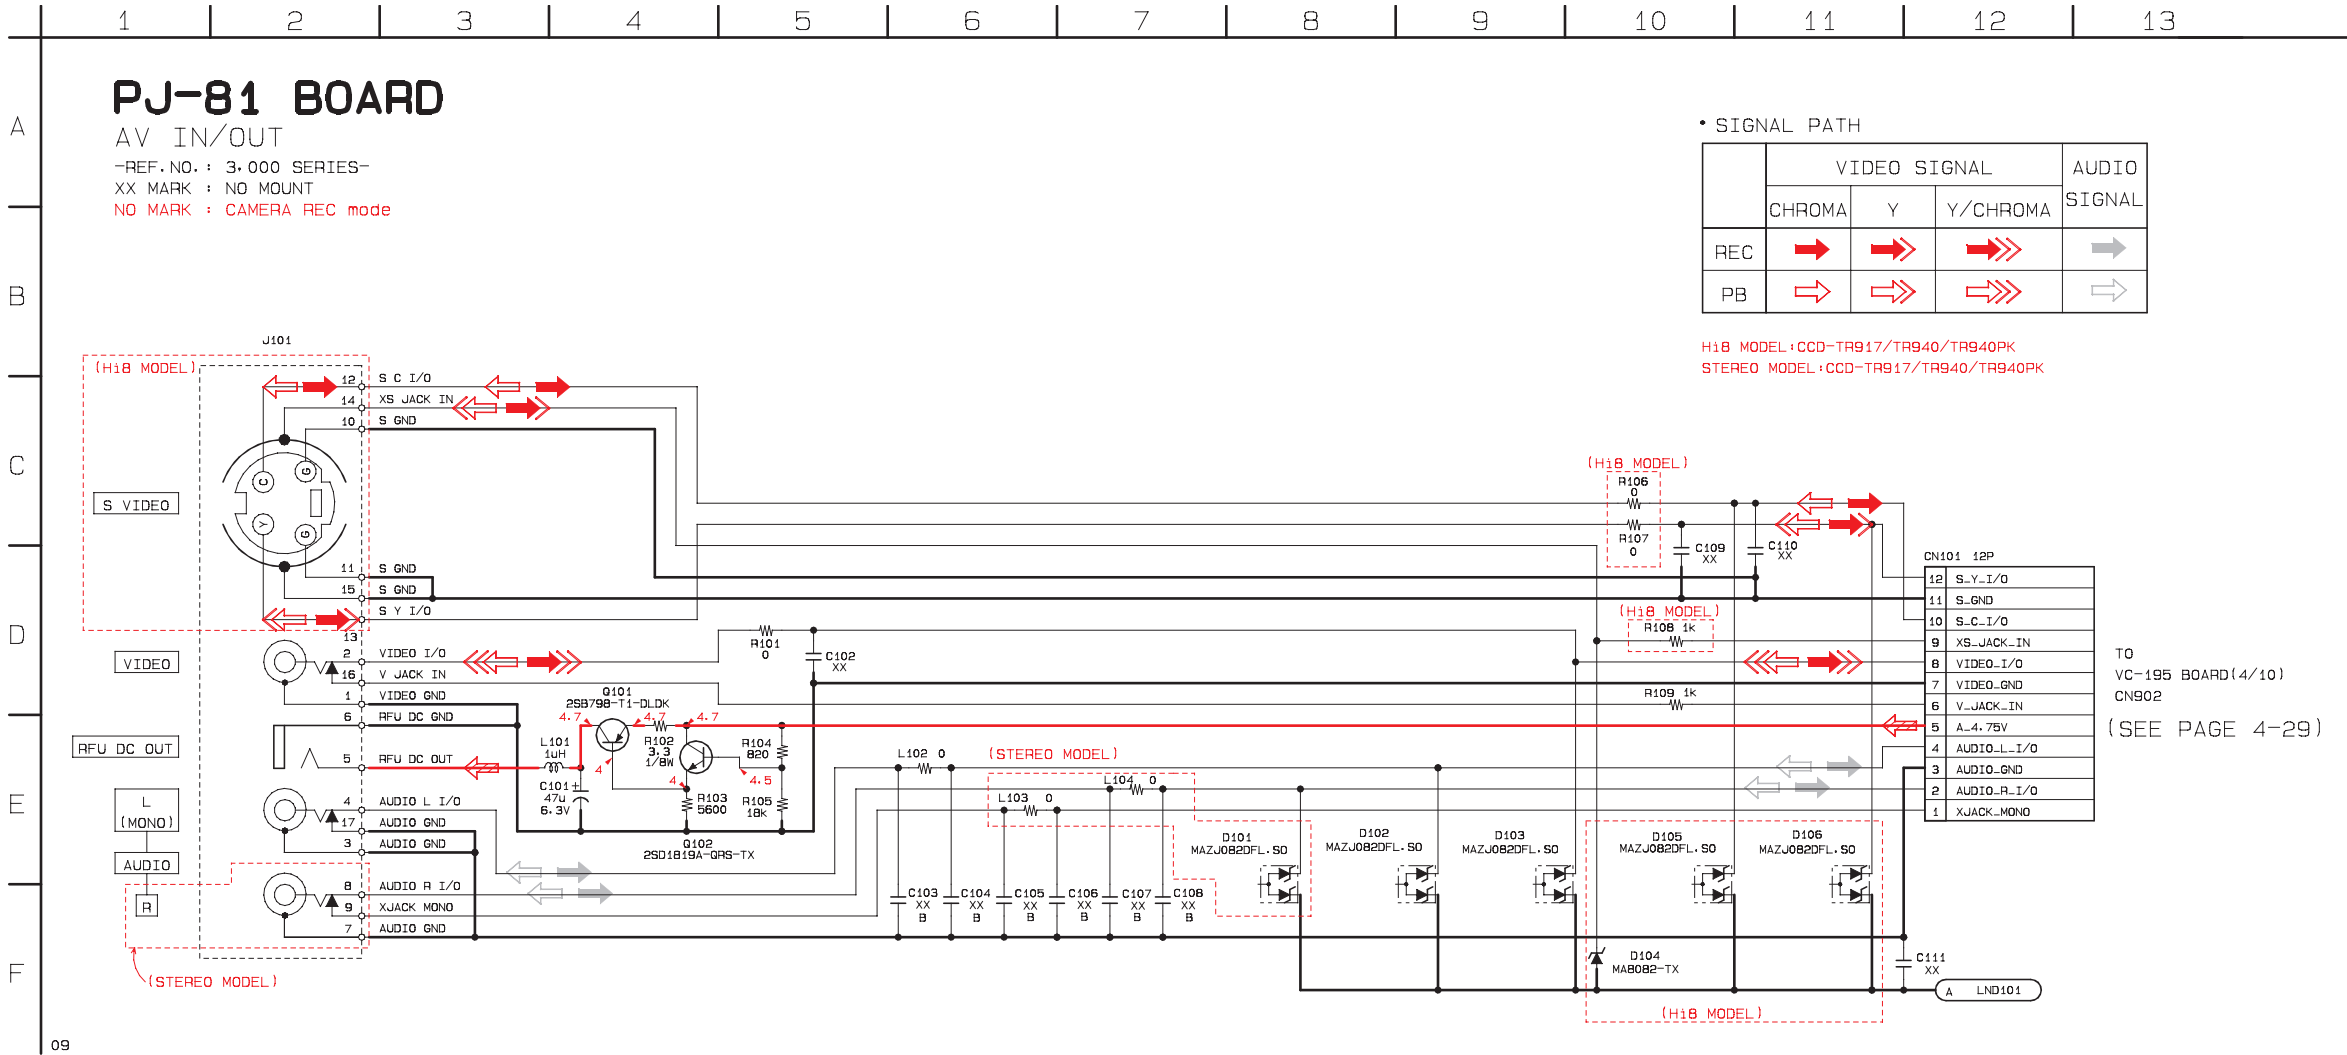 1 2 3 4 5 6 7 8 9 10 11 12 13
A
B
C
D
E
F
PJ-81 BOARD
AV IN/OUT
-REF.NO.: 3,000 SERIES-
XX MARK : NO MOUNT
NO MARK : CAMERA REC mode
• SIGNAL PATH
VIDEO SIGNAL
AUDIO
SIGNAL
CHROMA Y Y/CHROMA
REC
PB
Hi8 MODEL:CCD-TR917/TR940/TR940PK
STEREO MODEL:CCD-TR917/TR940/TR940PK
J101
(Hi8 MODEL)
12 S C I/O
14 XS JACK IN
10 S GND
C
G
Y
G
S VIDEO
11 S GND
15 S GND
S Y I/O
13
VIDEO
2 VIDEO I/O
16 V JACK IN
1 VIDEO GND
6 RFU DC GND
RFU DC OUT
5 RFU DC OUT
L
(MONO)
4 AUDIO L I/O
17 AUDIO GND
3 AUDIO GND
AUDIO
R
8 AUDIO R I/O
9 XJACK MONO
7 AUDIO GND
(STEREO MODEL)
R101
0
C102
XX
Q101
2SB798-T1-DLDK
4.7
4.7
4.7
L101
1uH
R102
3.3
1/8W
R104
820
4
4
4.5
C101 +
47u
6.3V
R103
5600
R105
18k
Q102
2SD1819A-QRS-TX
L102 0
(STEREO MODEL)
L104 0
L103 0
C103
XX
B
C104
XX
B
C105
XX
B
C106
XX
B
C107
XX
B
C108
XX
B
D101
MAZJ082DFL.SO
D102
MAZJ082DFL.SO
D103
MAZJ082DFL.SO
D105
MAZJ082DFL.SO
D106
MAZJ082DFL.SO
(Hi8 MODEL)
R106
0
R107
0
C109
XX
C110
XX
(Hi8 MODEL)
R108 1k
R109 1k
D104
MA8082-TX
(Hi8 MODEL)
C111
XX
A LND101
CN101 12P
12 S_Y_I/O
11 S_GND
10 S_C_I/O
9 XS_JACK_IN
8 VIDEO_I/O
7 VIDEO_GND
6 V_JACK_IN
5 A_4.75V
4 AUDIO_L_I/O
3 AUDIO_GND
2 AUDIO_R_I/O
1 XJACK_MONO
TO
VC-195 BOARD(4/10)
CN902
(SEE PAGE 4-29)
09